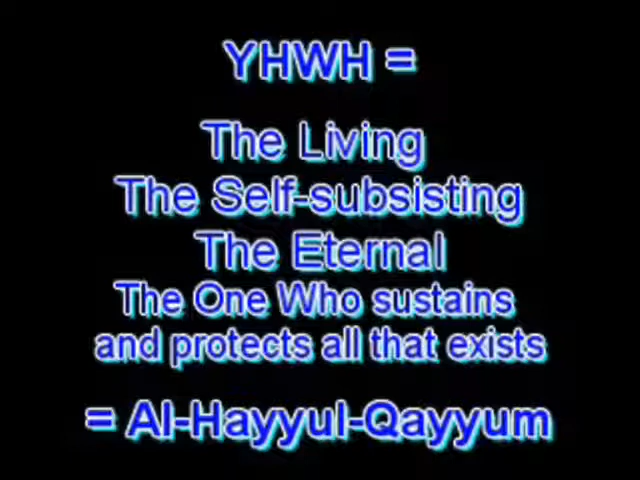 YHWH =
The Living
The Self-subsisting
The Eternal
The One Who sustains
and protects all that exists
= Al-Hayyul-Qayyum